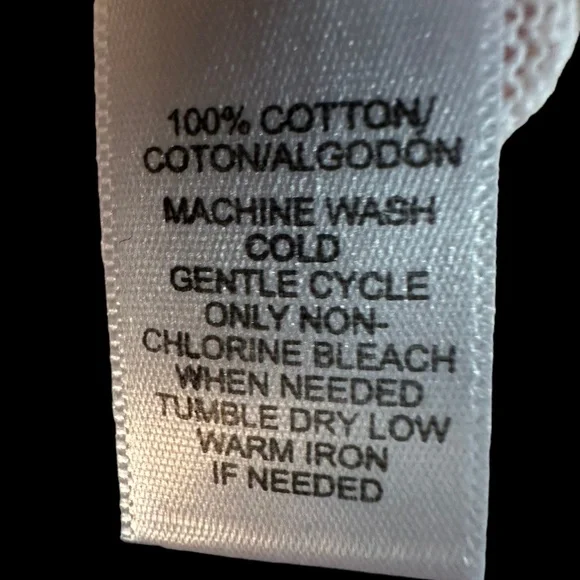 100% COTTON/
COTON/ALGODON
MACHINE WASH
COLD
GENTLE CYCLE
ONLY NON-
CHLORINE BLEACH
WHEN NEEDED
TUMBLE DRY LOW
WARM IRON
IF NEEDED